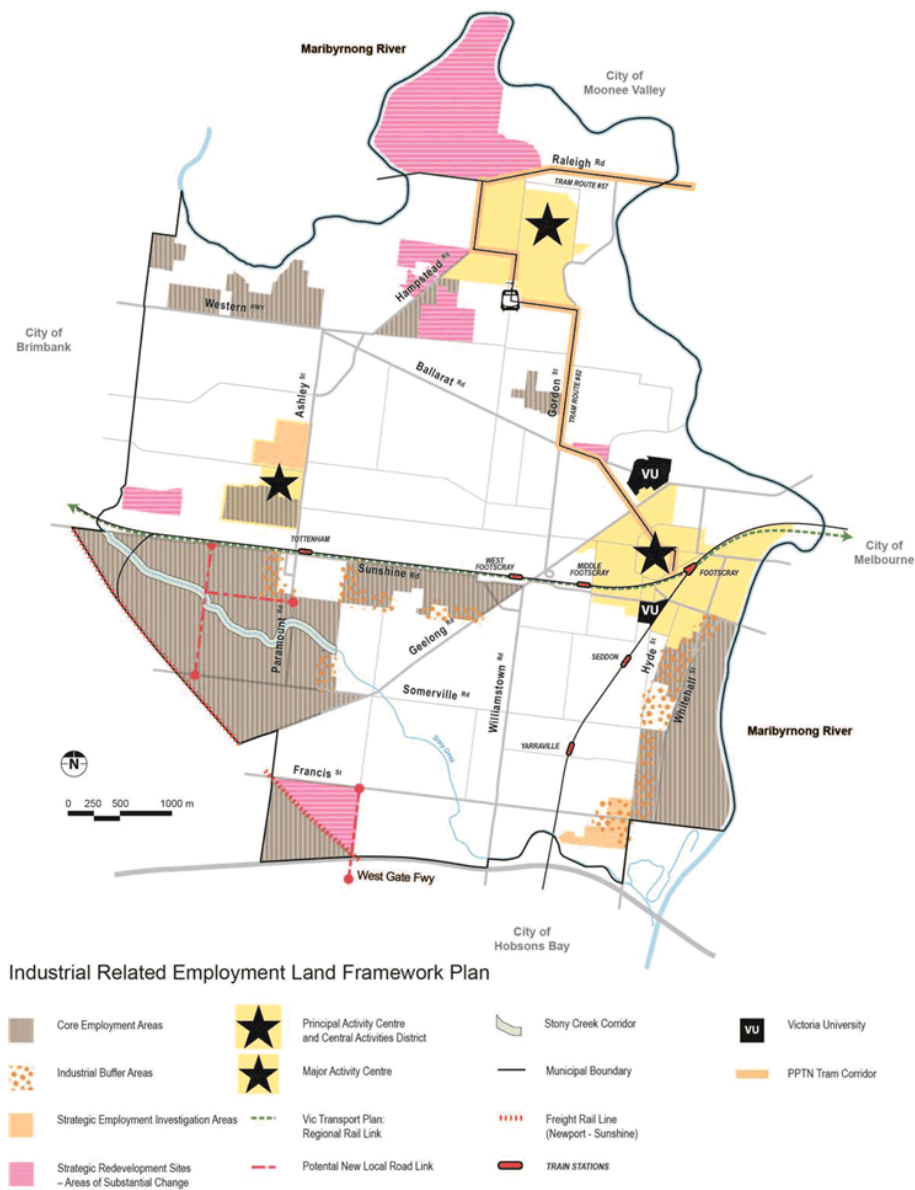 Maribyrnong River
City of
Moonee Valley
Raleigh Rd
TRAM ROUTE #57
Hampstead Rd
Western HWY
City of
Brimbank
Ballarat Rd
Ashley St
Gordon St
TRAM ROUTE #82
VU
TOTTENHAM
Sunshine Rd
WEST
FOOTSCRAY
MIDDLE
FOOTSCRAY
FOOTSCRAY
City of
Melbourne
VU
Paramount Rd
Geelong Rd
SEDDON
Hyde St
Whitehall St
Somerville Rd
Williamstown Rd
Stony Creek
YARRAVILLE
Maribyrnong River
N
Francis St
0 250 500 1000 m
West Gate Fwy
City of
Hobsons Bay
Industrial Related Employment Land Framework Plan
Core Employment Areas
Industrial Buffer Areas
Strategic Employment Investigation Areas
Strategic Redevelopment Sites
– Areas of Substantial Change
Principal Activity Centre
and Central Activities District
Major Activity Centre
Vic Transport Plan:
Regional Rail Link
Potental New Local Road Link
Stony Creek Corridor
Municipal Boundary
Freight Rail Line
(Newport - Sunshine)
TRAIN STATIONS
VU
Victoria University
PPTN Tram Corridor